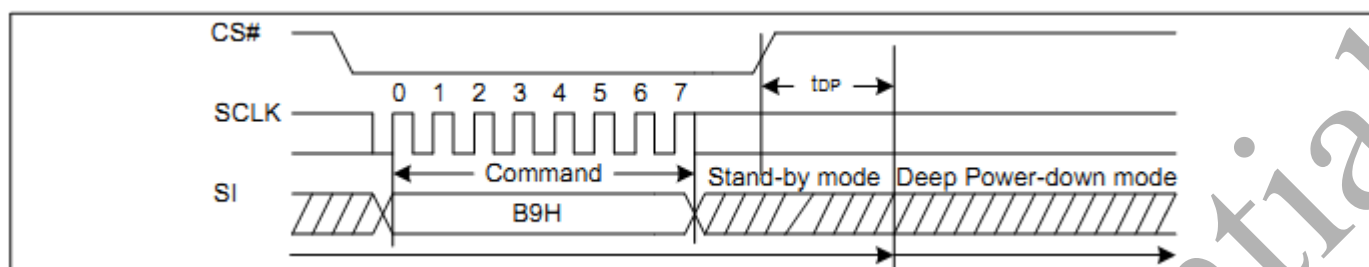 CS#
tDP
0 1 2 3 4 5 6 7
SCLK
Command
Stand-by mode Deep Power-down mode
SI
B9H